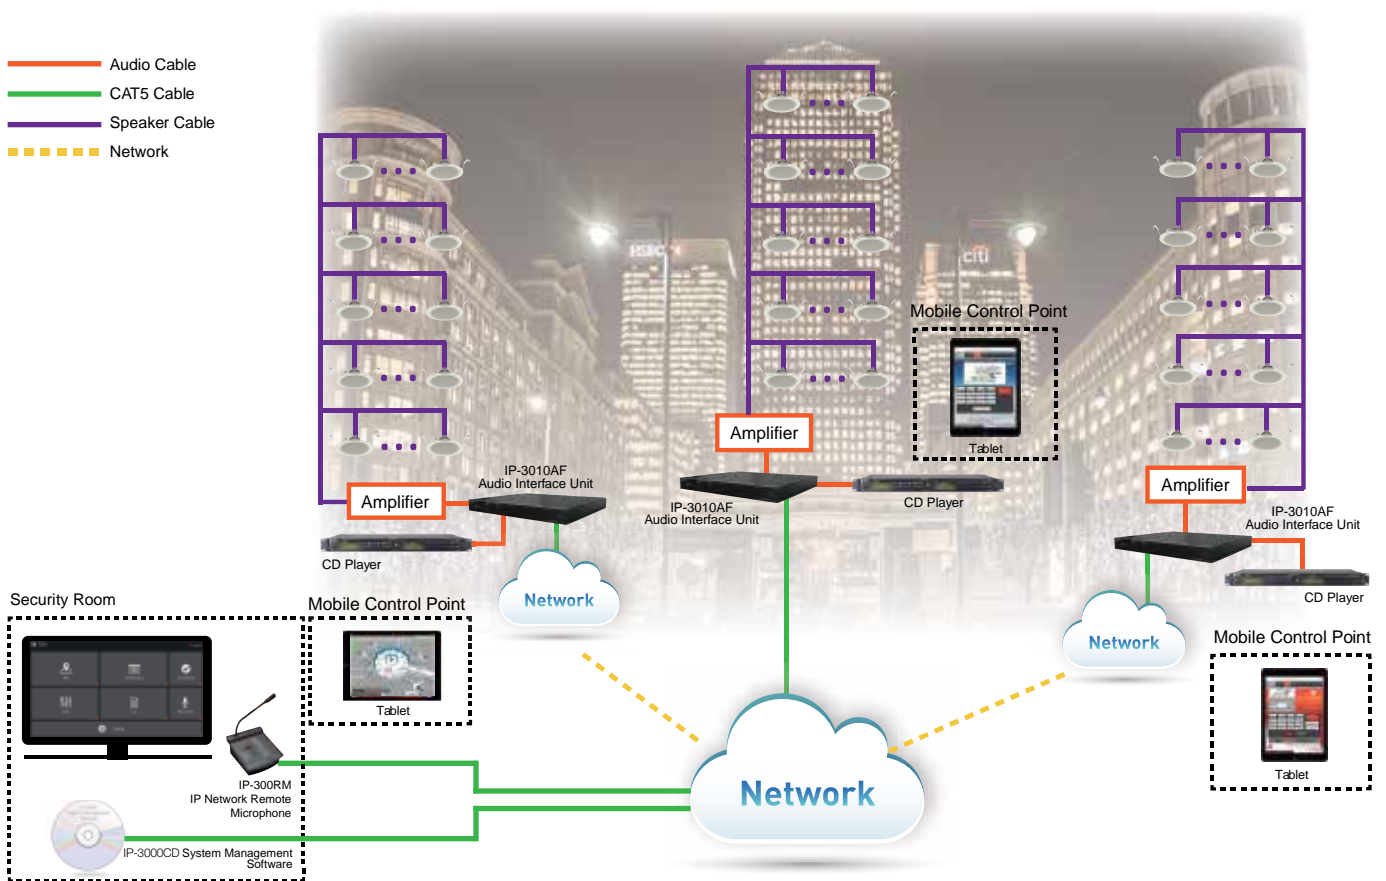 Audio Cable
CAT5 Cable
Speaker Cable
Network
HSBC
citi
Mobile Control Point
Tablet
Amplifier
IP-3010AF
Audio Interface Unit
CD Player
IP-3010AF
Audio Interface Unit
Amplifier
CD Player
Amplifier
IP-3010AF
Audio Interface Unit
CD Player
Network
Network
Security Room
Mobile Control Point
Tablet
Mobile Control Point
Tablet
IP-300RM
IP Network Remote
Microphone
IP-3000CD System Management
Software
Network